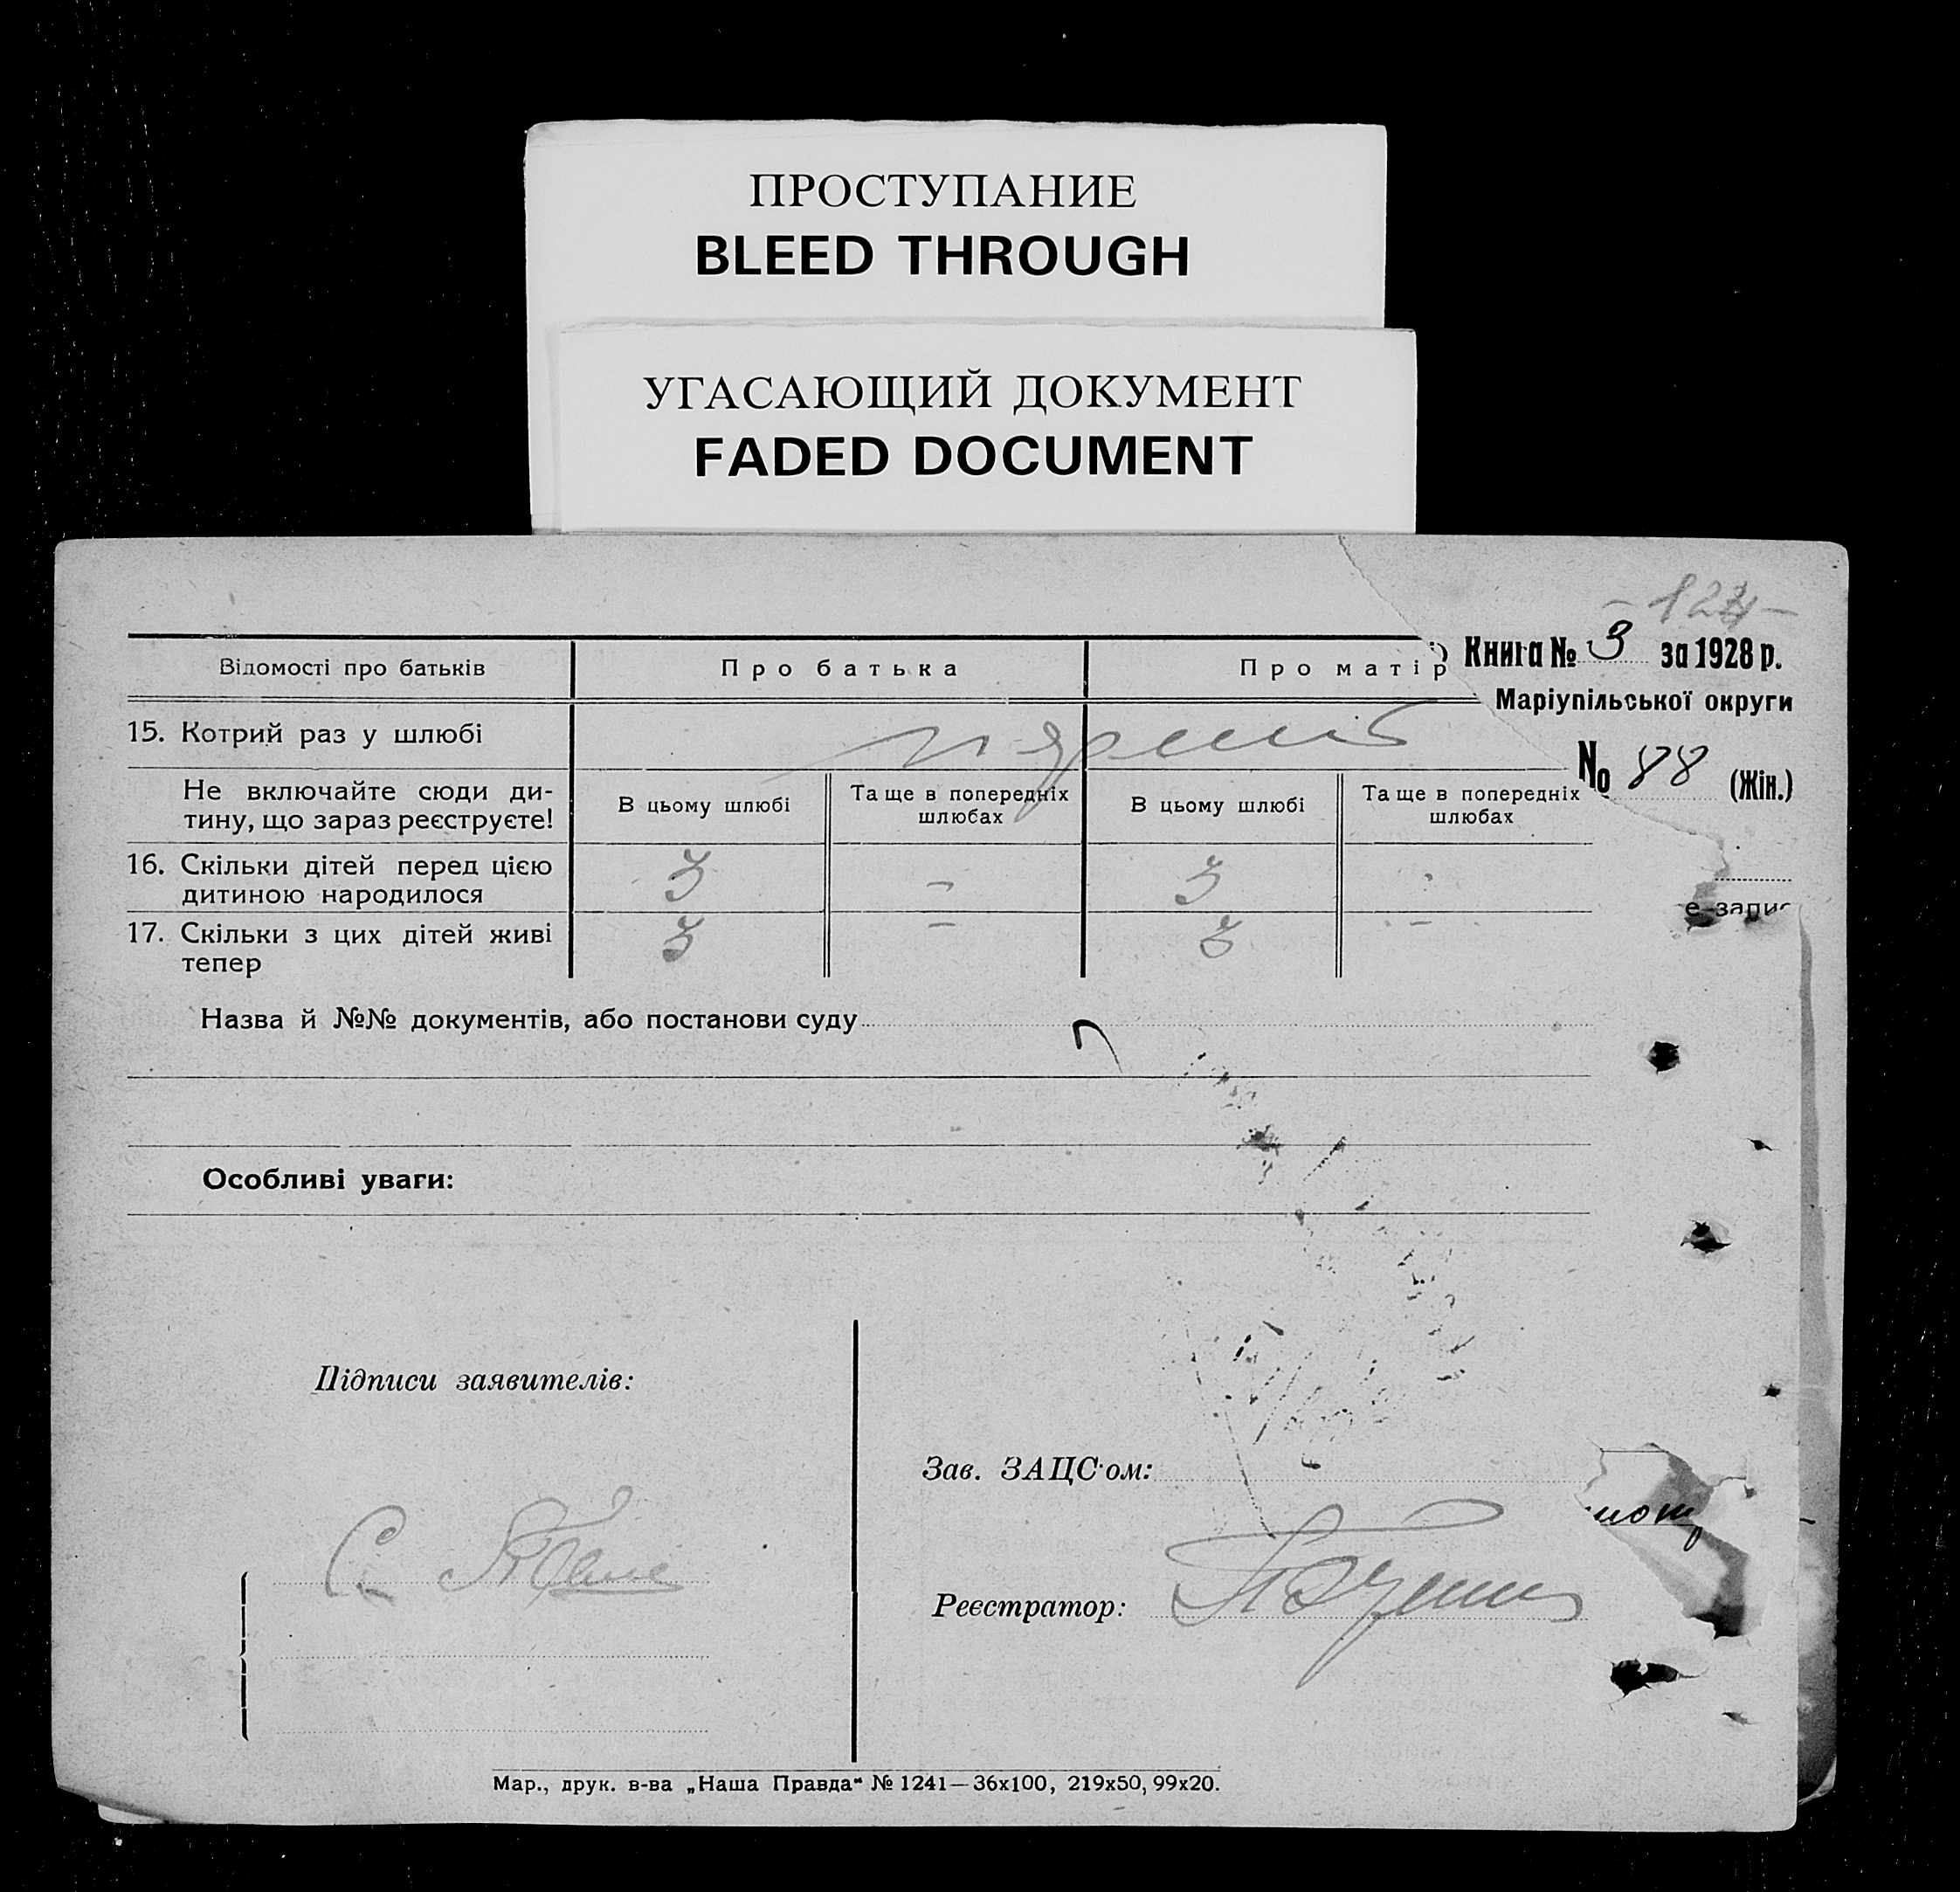 ПРОСТУПАНИЕ
BLEED THROUGH
УГАСАЮЩИЙ ДОКУМЕНТ
FADED DOCUMENT
Книга № 3 за 1928 р.
Маріупільської округи
№ 88 (Жін.)
Відомості про батьків Про батька Про матір
15. Котрий раз у шлюбі
Не включайте сюди ди-
тину, що зараз реєструєте!
В цьому шлюбі
Та ще в попередніх
шлюбах
В цьому шлюбі
Та ще в попередніх
шлюбах
16. Скільки дітей перед цією
дитиною народилося
3 – 3
е запис
17. Скільки з цих дітей живі
тепер
3 – 3 –
Назва й №№ документів, або постанови суду
Особливі уваги:
Підписи заявителів:
Зав. ЗАЦС'ом:
Реєстратор:
Мар., друк. в-ва „Наша Правда“ № 1241—36х100, 219х50, 99х20.